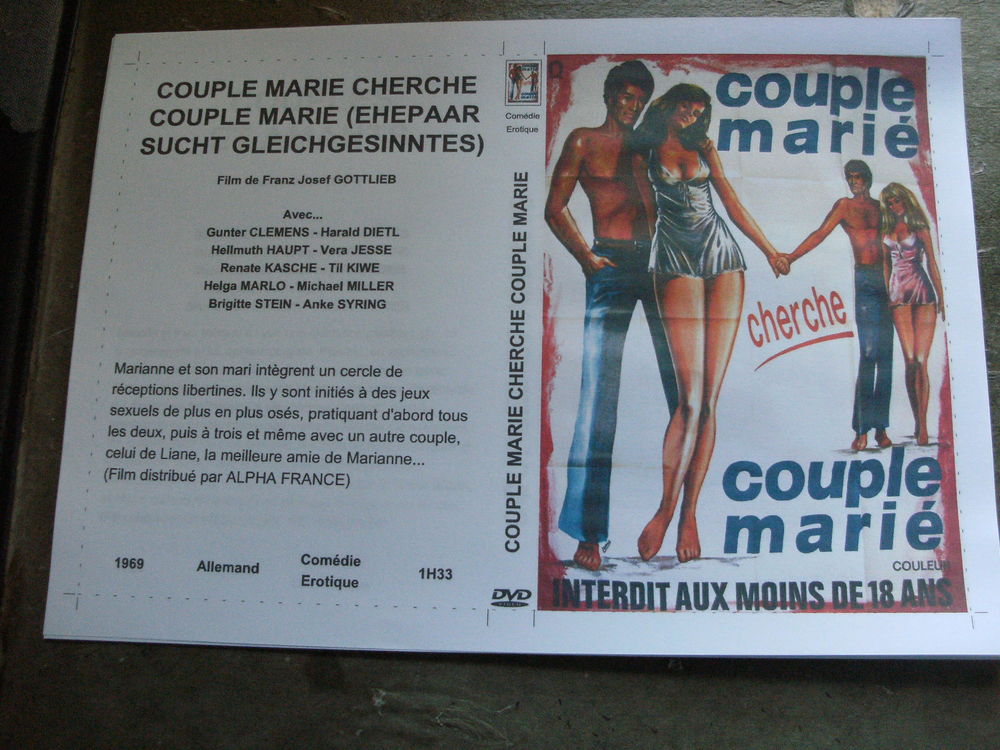 COUPLE MARIE CHERCHE
COUPLE MARIE (EHEPAAR
SUCHT GLEICHGESINNTES)
Film de Franz Josef GOTTLIEB
Avec...
Gunter CLEMENS - Harald DIETL
Hellmuth HAUPT - Vera JESSE
Renate KASCHE - Til KIWE
Helga MARLO - Michael MILLER
Brigitte STEIN - Anke SYRING
Marianne et son mari intègrent un cercle de
réceptions libertines. Ils y sont initiés à des jeux
sexuels de plus en plus osés, pratiquant d'abord tous
les deux, puis à trois et même avec un autre couple,
celui de Liane, la meilleure amie de Marianne...
(Film distribué par ALPHA FRANCE)
1969 Allemand Comédie Erotique 1H33
Comédie
Erotique
COUPLE MARIE CHERCHE COUPLE MARIE
DVD
VIDEO
couple
marié
cherche
couple
marié
COULEUR
INTERDIT AUX MOINS DE 18 ANS